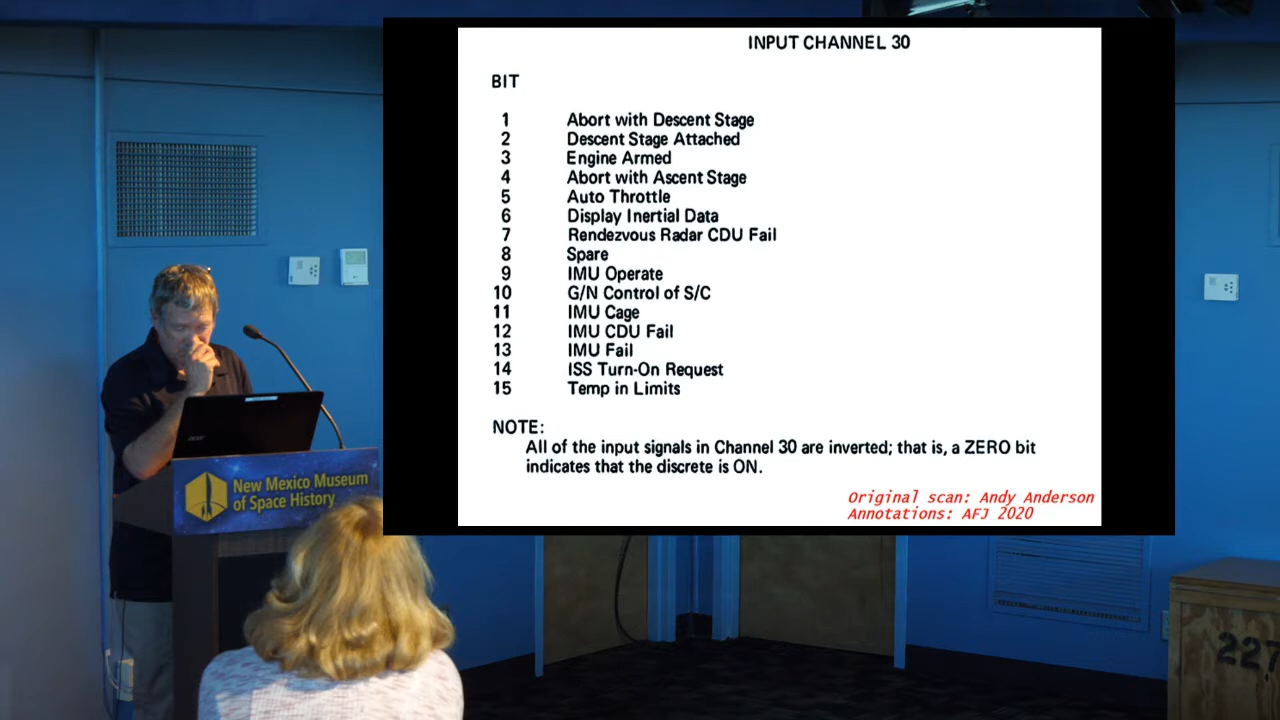 INPUT CHANNEL 30
BIT
1 Abort with Descent Stage
2 Descent Stage Attached
3 Engine Armed
4 Abort with Ascent Stage
5 Auto Throttle
6 Display Inertial Data
7 Rendezvous Radar CDU Fail
8 Spare
9 IMU Operate
10 G/N Control of S/C
11 IMU Cage
12 IMU CDU Fail
13 IMU Fail
14 ISS Turn-On Request
15 Temp in Limits
NOTE:
All of the input signals in Channel 30 are inverted; that is, a ZERO bit
indicates that the discrete is ON.
Original scan: Andy Anderson
Annotations: AFJ 2020
acer
New Mexico Museum
of Space History
227